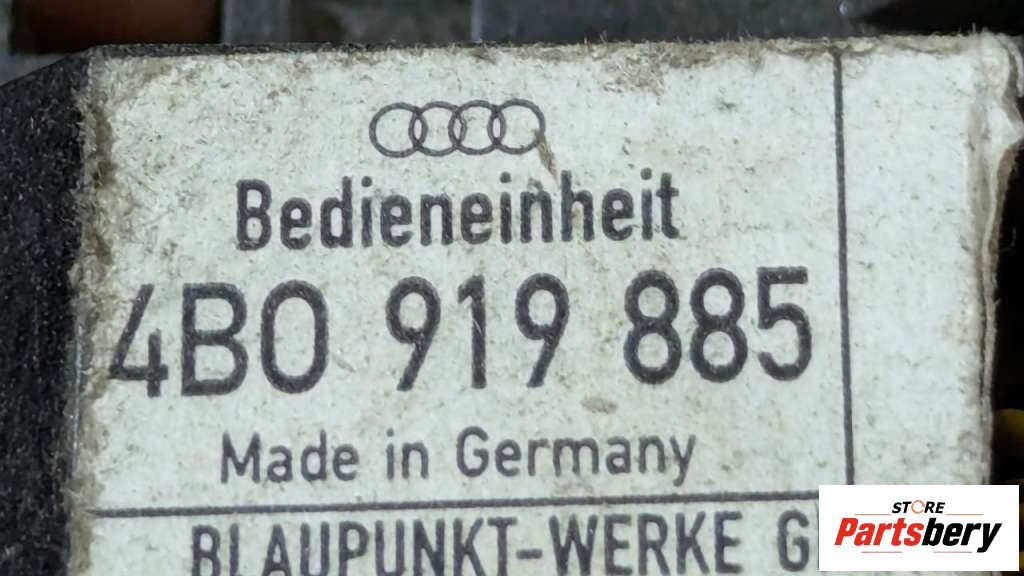 Bedieneinheit
4B0 919 885
Made in Germany
BLAUPUNKT-WERKE G
STORE
Partsbery